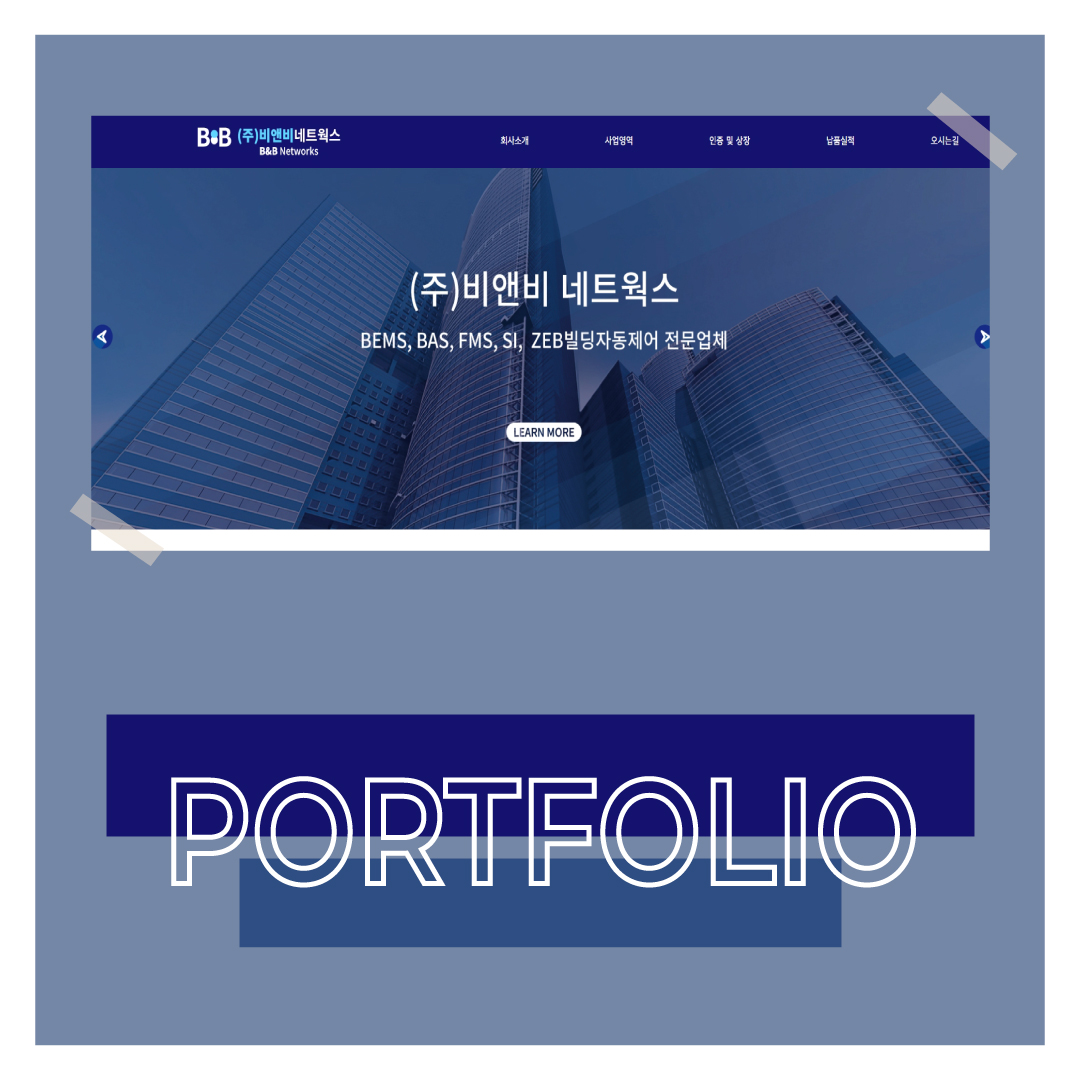 B&B (주)비앤비네트웍스
B&B Networks
회사소개 사업영역 인증 및 상장 납품실적 오시는길
(주)비앤비 네트웍스
BEMS, BAS, FMS, SI, ZEB빌딩자동제어 전문업체
LEARN MORE
PORTFOLIO